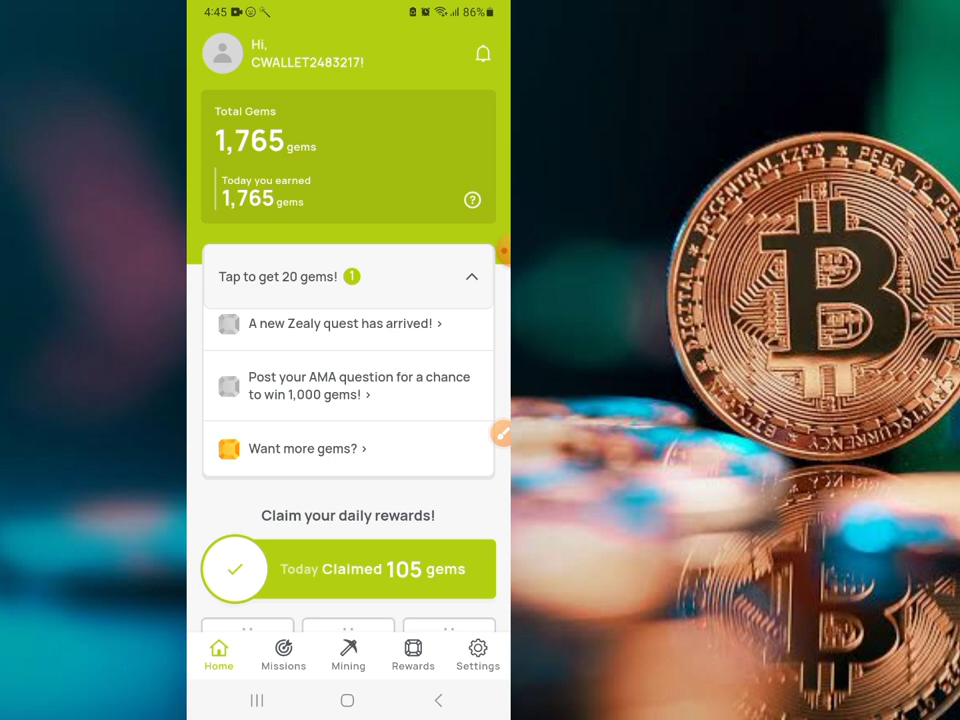 4:45
86%
Hi,
CWALLET2483217!
Total Gems
1,765 gems
Today you earned
1,765 gems
?
Tap to get 20 gems! 1
A new Zealy quest has arrived! ›
Post your AMA question for a chance
to win 1,000 gems! ›
Want more gems? ›
Claim your daily rewards!
Today Claimed 105 gems
Home
Missions
Mining
Rewards
Settings
DIGITAL ★ DECENTRALIZED ★ PEER TO PE
B